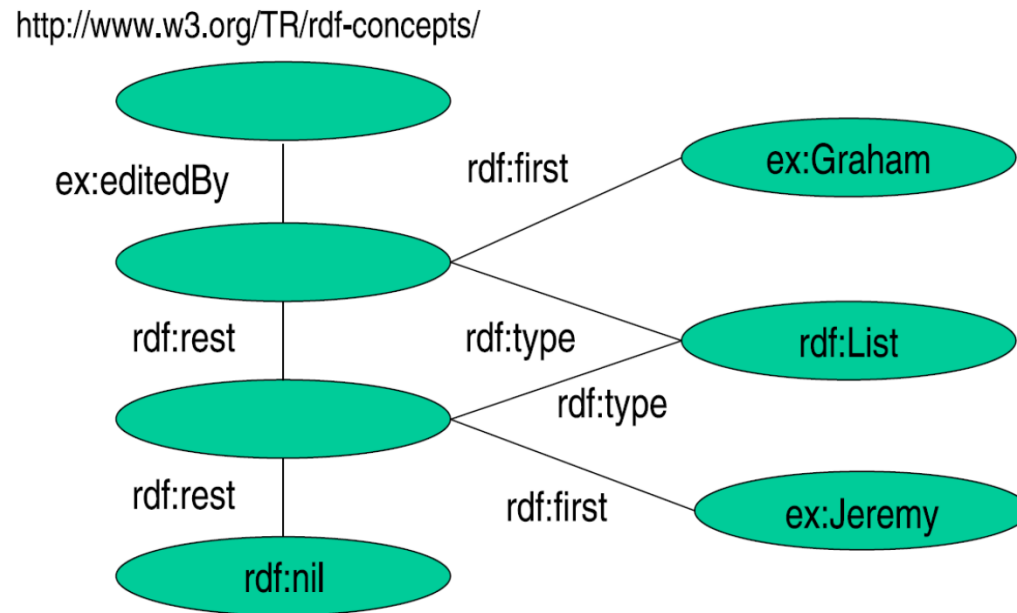 http://www.w3.org/TR/rdf-concepts/
ex:editedBy
rdf:first
ex:Graham
rdf:rest
rdf:type
rdf:List
rdf:type
rdf:rest
rdf:first
ex:Jeremy
rdf:nil